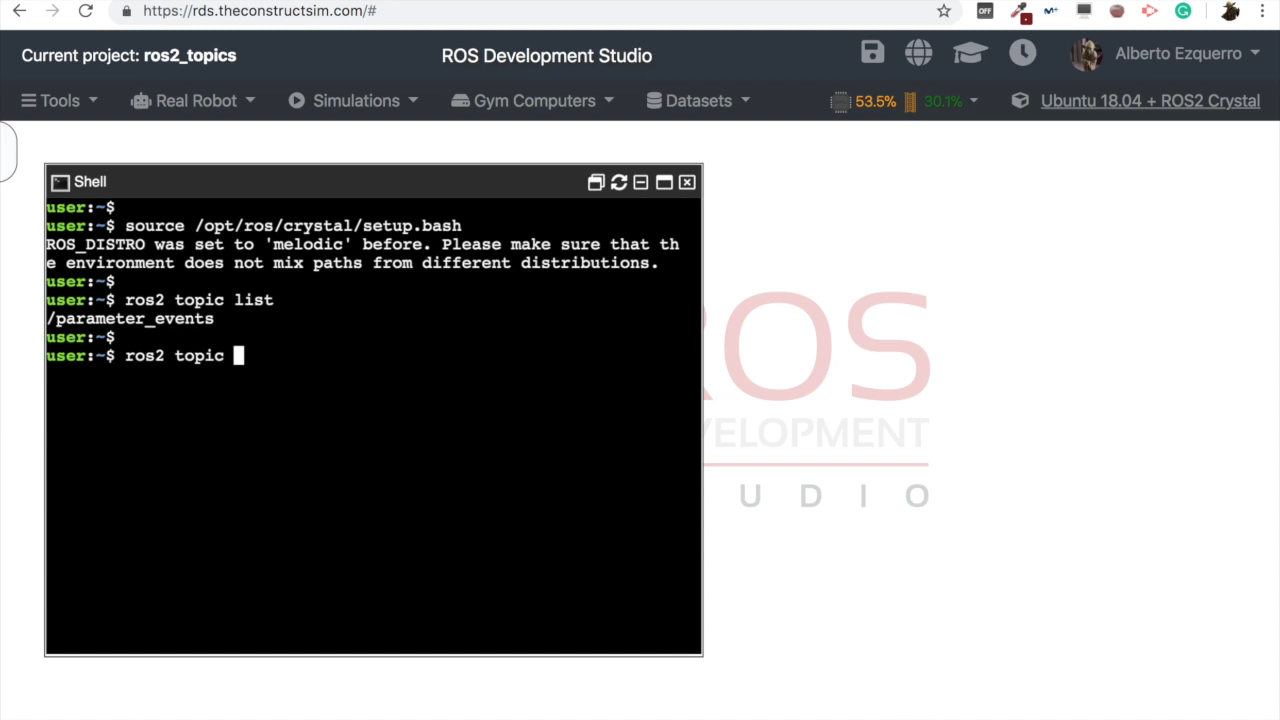 https://rds.theconstructsim.com/#
OFF
M+
Current project: ros2_topics
ROS Development Studio
Alberto Ezquerro
Tools
Real Robot
Simulations
Gym Computers
Datasets
53.5%
30.1%
Ubuntu 18.04 + ROS2 Crystal
Shell
user:~$
user:~$ source /opt/ros/crystal/setup.bash
ROS_DISTRO was set to 'melodic' before. Please make sure that th
e environment does not mix paths from different distributions.
user:~$
user:~$ ros2 topic list
/parameter_events
user:~$
user:~$ ros2 topic
ROS
VELOPMENT
U D I O